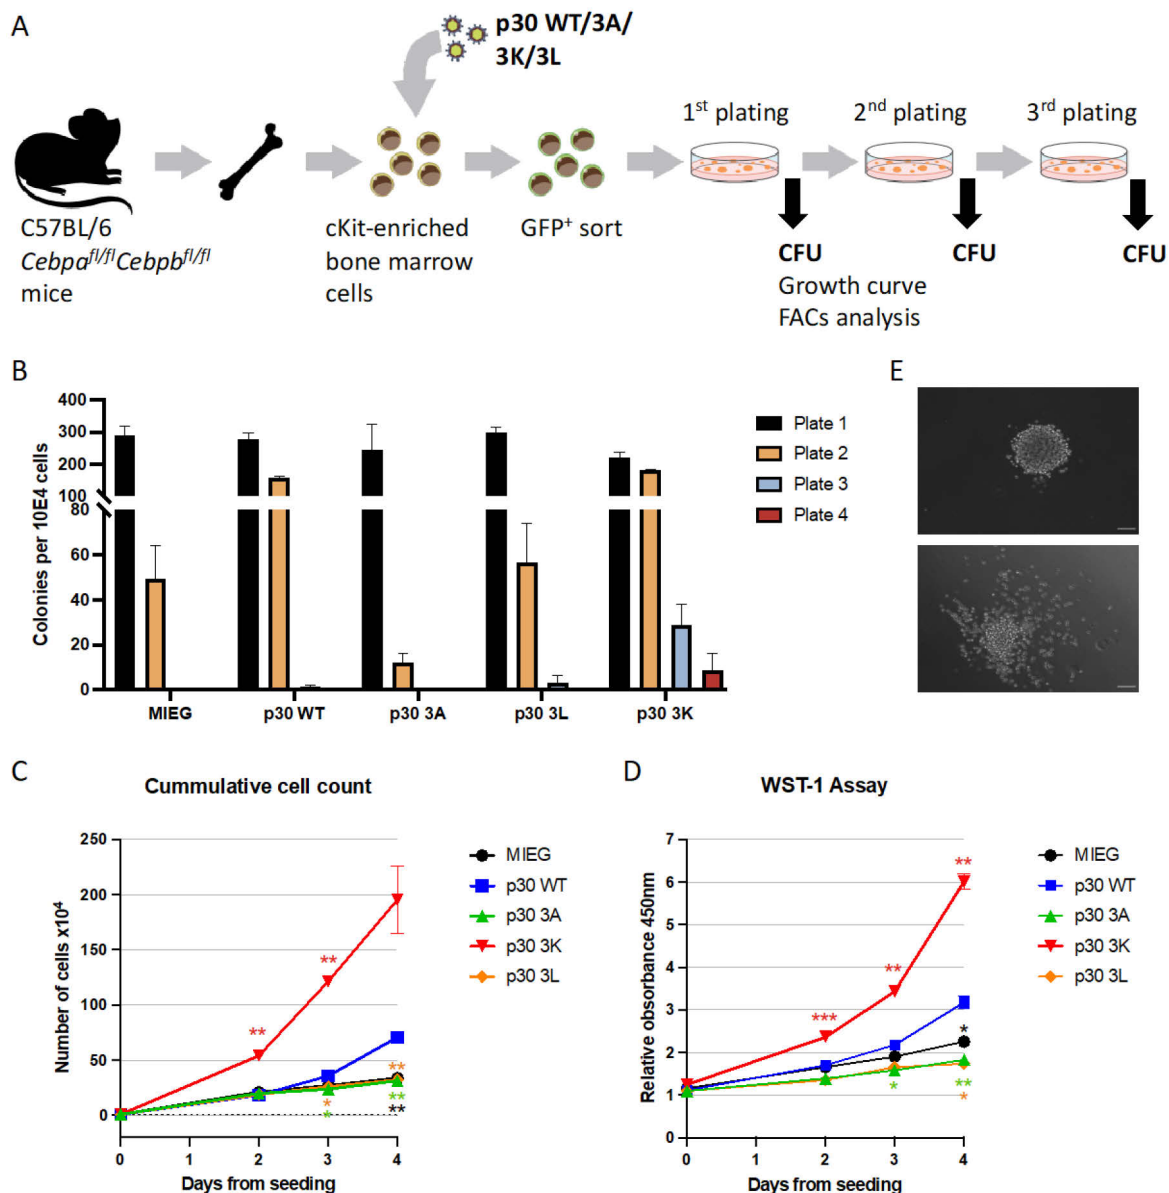 A
p30 WT/3A/
3K/3L
1st plating
2nd plating
3rd plating
C57BL/6
Cebpa^fl/fl Cebpb^fl/fl
mice
cKit-enriched
bone marrow
cells
GFP+ sort
CFU
CFU
CFU
Growth curve
FACs analysis
B
Colonies per 10E4 cells
400
300
200
100
80
60
40
20
0
MIEG
p30 WT
p30 3A
p30 3L
p30 3K
Plate 1
Plate 2
Plate 3
Plate 4
E
C
Cummulative cell count
Number of cells x10⁴
250
200
150
100
50
0
**
**
**
*
*
**
**
0
1
2
3
4
Days from seeding
MIEG
p30 WT
p30 3A
p30 3K
p30 3L
D
WST-1 Assay
Relative absorbance 450nm
7
6
5
4
3
2
1
0
***
**
**
*
*
**
*
0
1
2
3
4
Days from seeding
MIEG
p30 WT
p30 3A
p30 3K
p30 3L